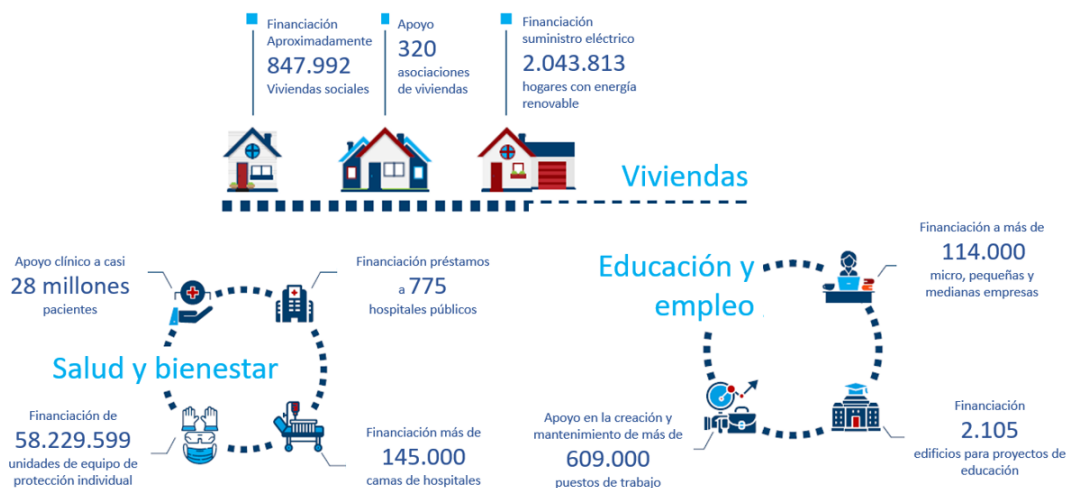 Financiación
Aproximadamente
847.992
Viviendas sociales
Apoyo
320
asociaciones
de viviendas
Financiación
suministro eléctrico
2.043.813
hogares con energía
renovable
Viviendas
Apoyo clínico a casi
28 millones
pacientes
Financiación préstamos
a 775
hospitales públicos
Salud y bienestar
Financiación de
58.229.599
unidades de equipo de
protección individual
Financiación más de
145.000
camas de hospitales
Educación y
empleo
Financiación a más de
114.000
micro, pequeñas y
medianas empresas
Apoyo en la creación y
mantenimiento de más de
609.000
puestos de trabajo
Financiación
2.105
edificios para proyectos de
educación